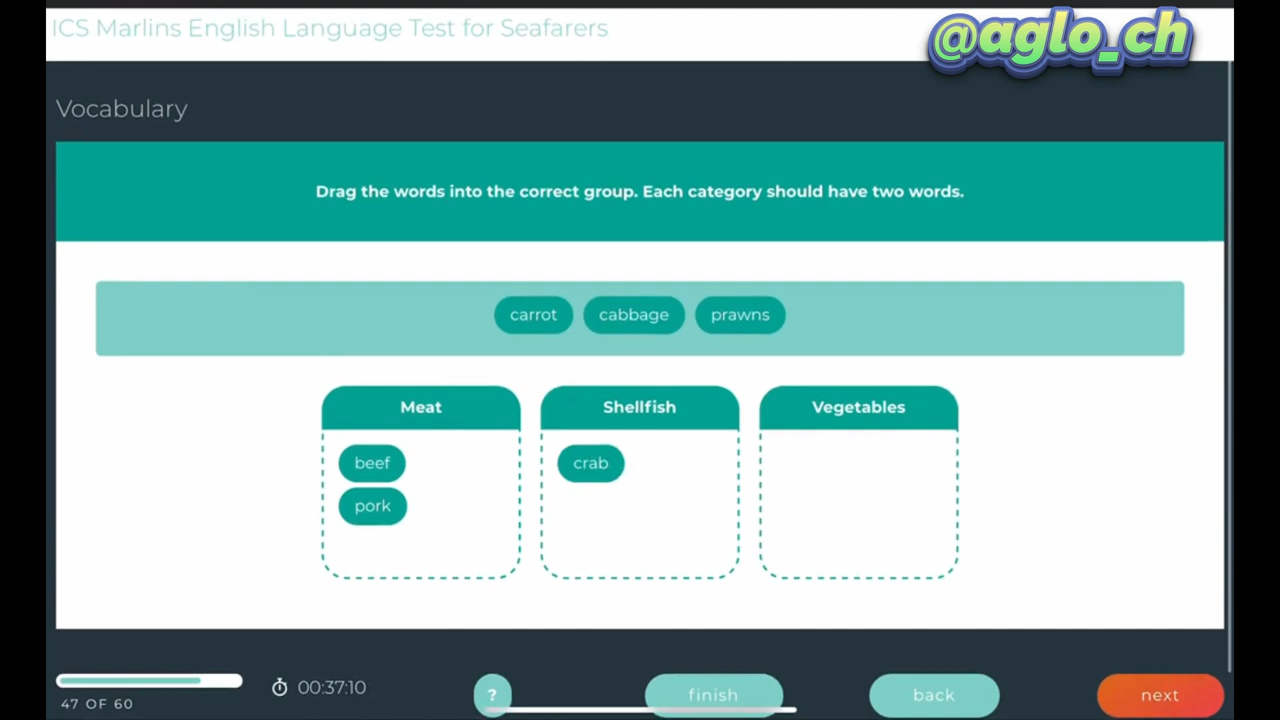 ICS Marlins English Language Test for Seafarers
@aglo_ch
Vocabulary
Drag the words into the correct group. Each category should have two words.
carrot cabbage prawns
Meat Shellfish Vegetables
beef crab
pork
47 OF 60
00:37:10
?
finish
back
next